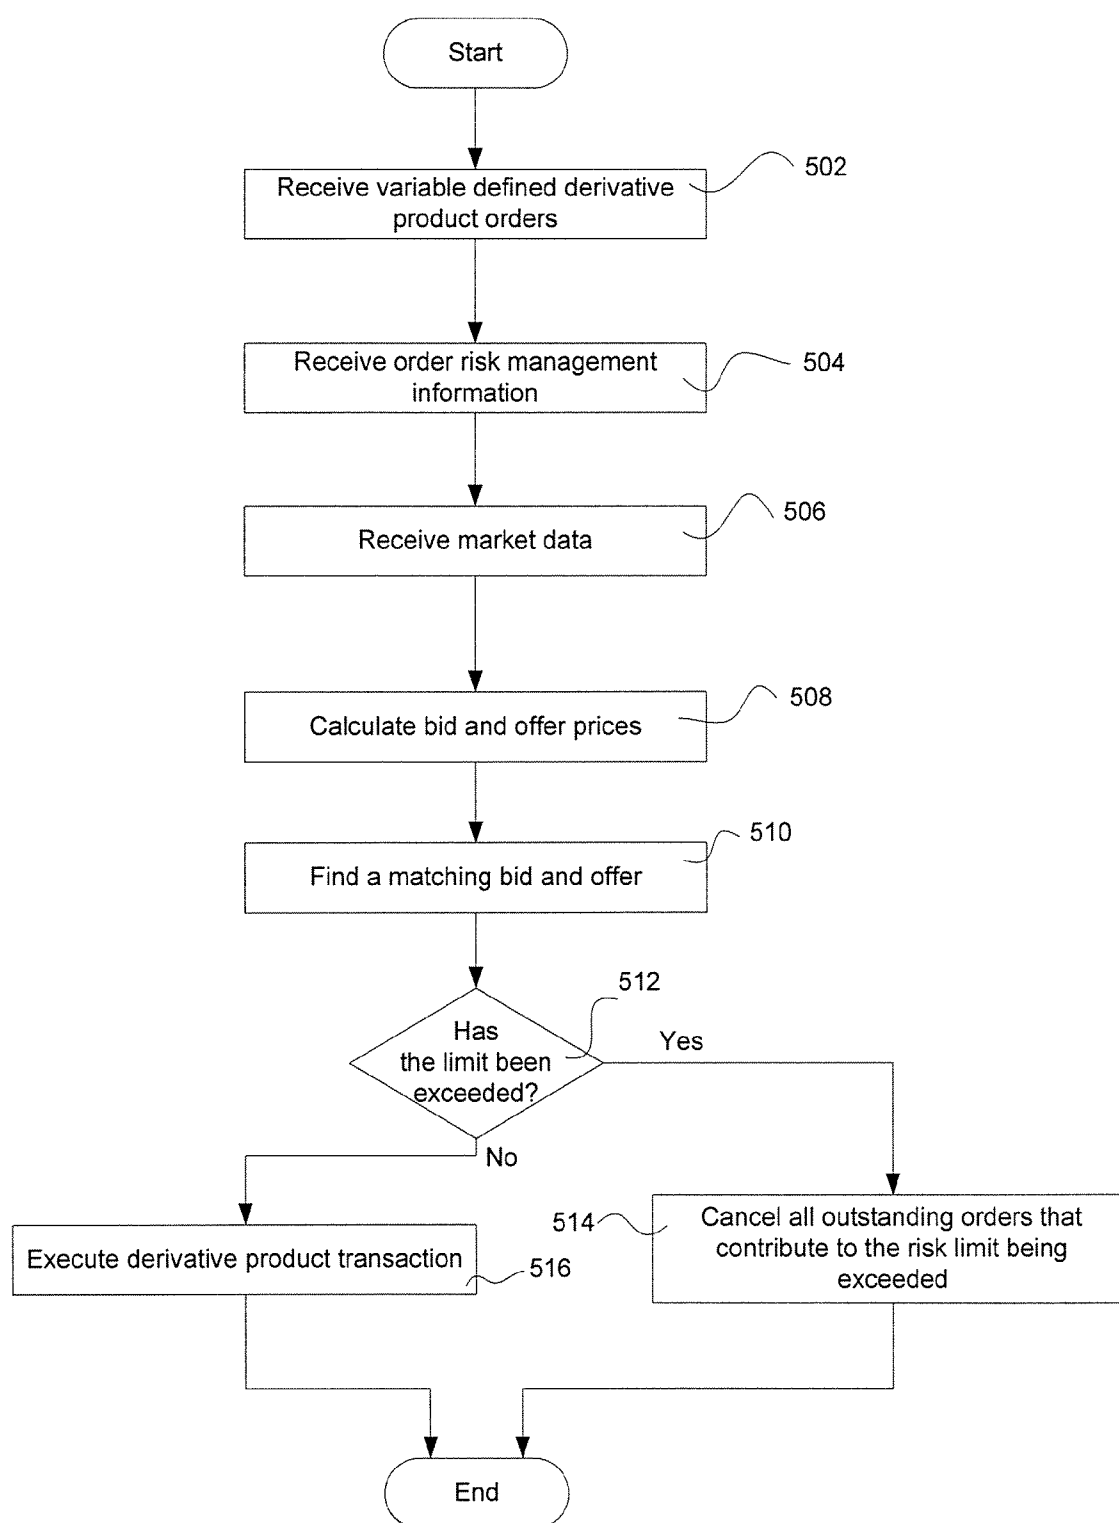 Start
502
Receive variable defined derivative
product orders
504
Receive order risk management
information
506
Receive market data
508
Calculate bid and offer prices
510
Find a matching bid and offer
512
Has
the limit been
exceeded?
Yes
No
514
Cancel all outstanding orders that
contribute to the risk limit being
exceeded
Execute derivative product transaction
516
End